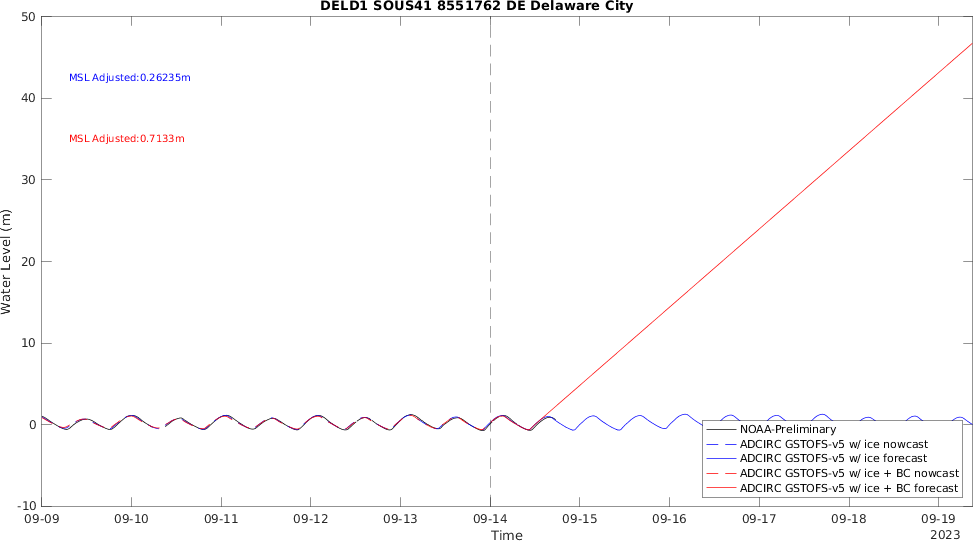 DELD1 SOUS41 8551762 DE Delaware City
50
40
30
20
10
0
-10
Water Level (m)
MSL Adjusted:0.26235m
MSL Adjusted:0.7133m
NOAA-Preliminary
ADCIRC GSTOFS-v5 w/ ice nowcast
ADCIRC GSTOFS-v5 w/ ice forecast
ADCIRC GSTOFS-v5 w/ ice + BC nowcast
ADCIRC GSTOFS-v5 w/ ice + BC forecast
09-09 09-10 09-11 09-12 09-13 09-14 09-15 09-16 09-17 09-18 09-19
Time
2023